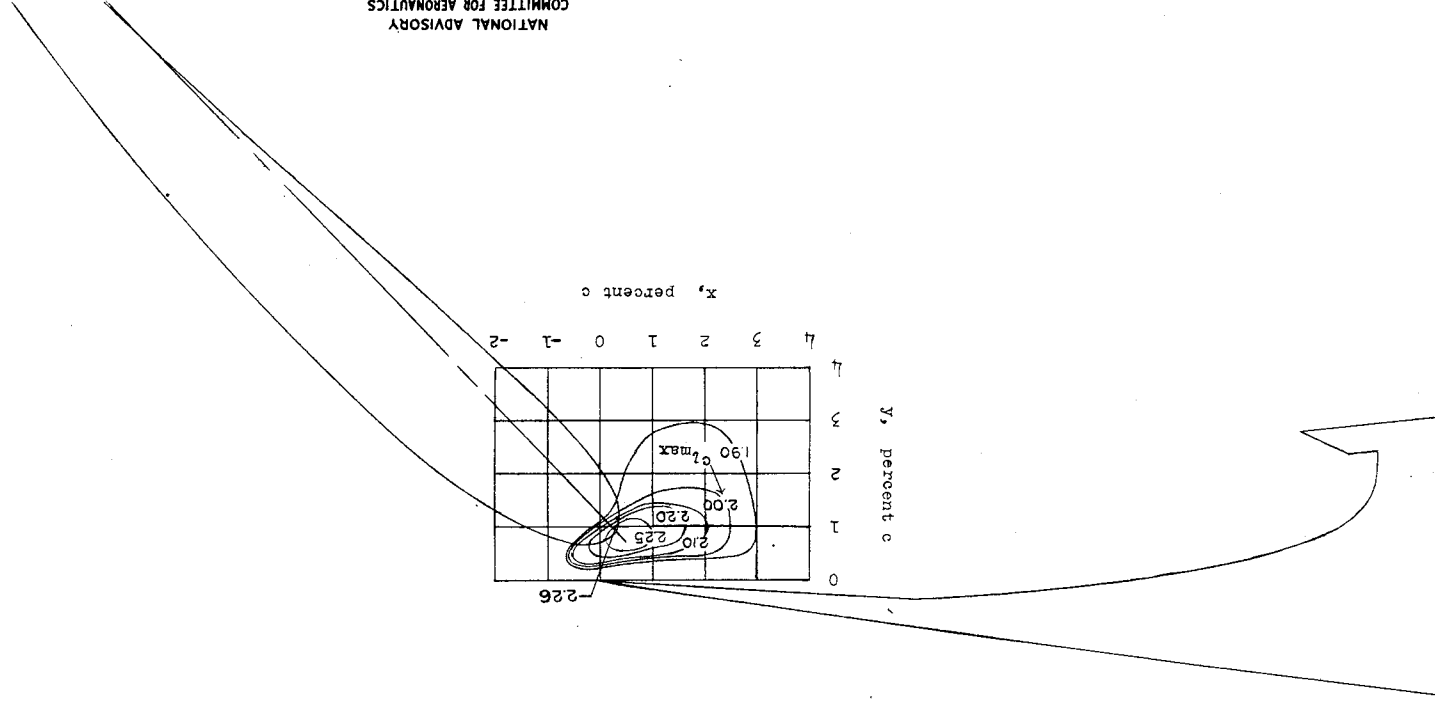 2.26
0
2.10
2.25
1
2.20
2.00
y, percent c
2
1.90
c_l max
3
4
4 3 2 1 0 -1 -2
x, percent c
NATIONAL ADVISORY
COMMITTEE FOR AERONAUTICS